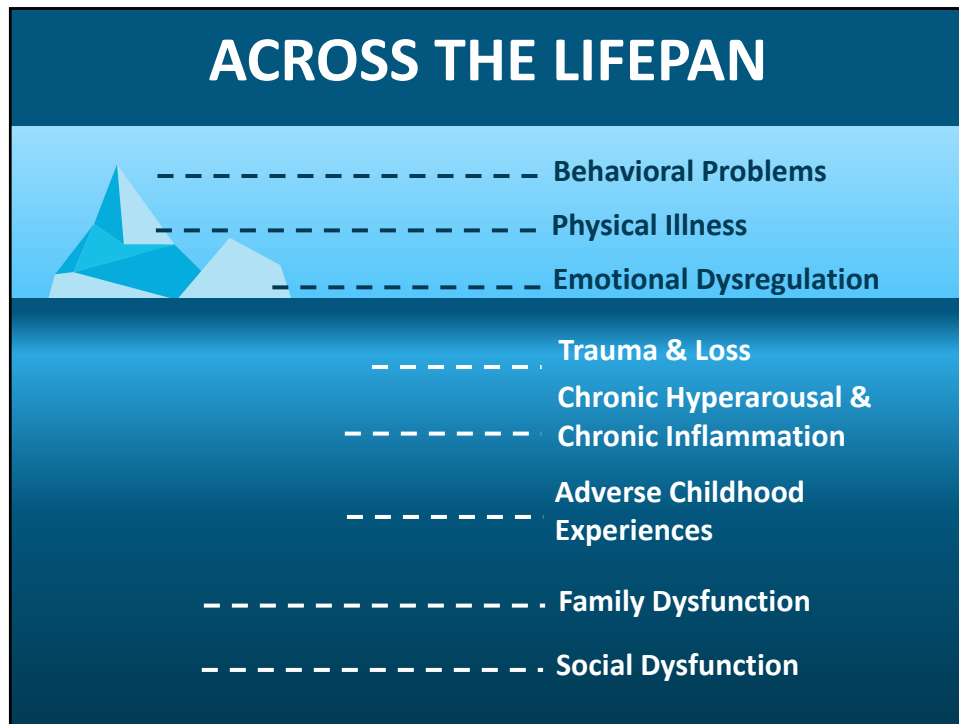 ACROSS THE LIFEPAN
Behavioral Problems
Physical Illness
Emotional Dysregulation
Trauma & Loss
Chronic Hyperarousal &
Chronic Inflammation
Adverse Childhood
Experiences
Family Dysfunction
Social Dysfunction